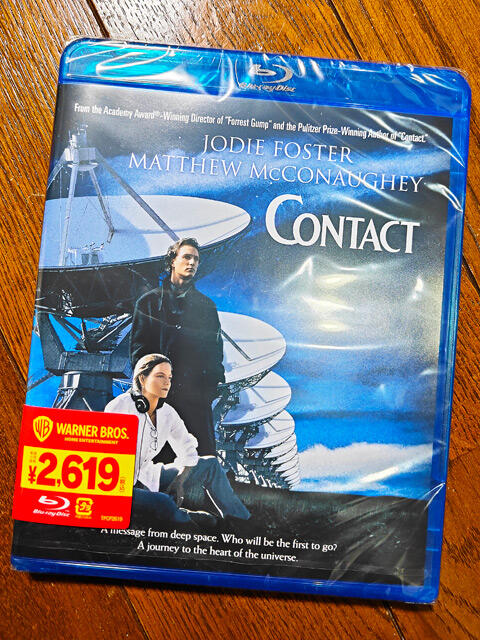 Blu-ray Disc
From the Academy Award®-Winning Director of "Forrest Gump" and the Pulitzer Prize-Winning Author of "Contact."
JODIE FOSTER
MATTHEW McCONAUGHEY
CONTACT
WB WARNER BROS.
HOME ENTERTAINMENT
¥2,619
Blu-ray Disc
A message from deep space. Who will be the first to go?
A journey to the heart of the universe.